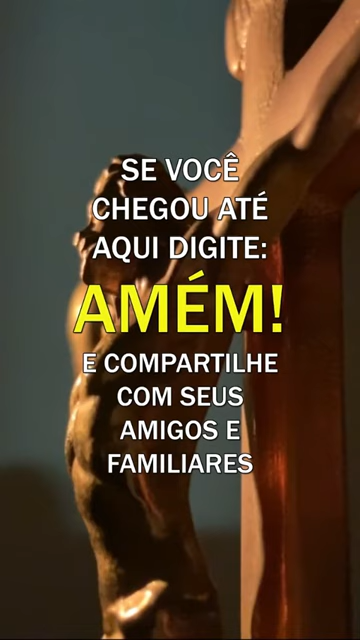 SE VOCÊ
CHEGOU ATÉ
AQUI DIGITE:
AMÉM!
E COMPARTILHE
COM SEUS
AMIGOS E
FAMILIARES